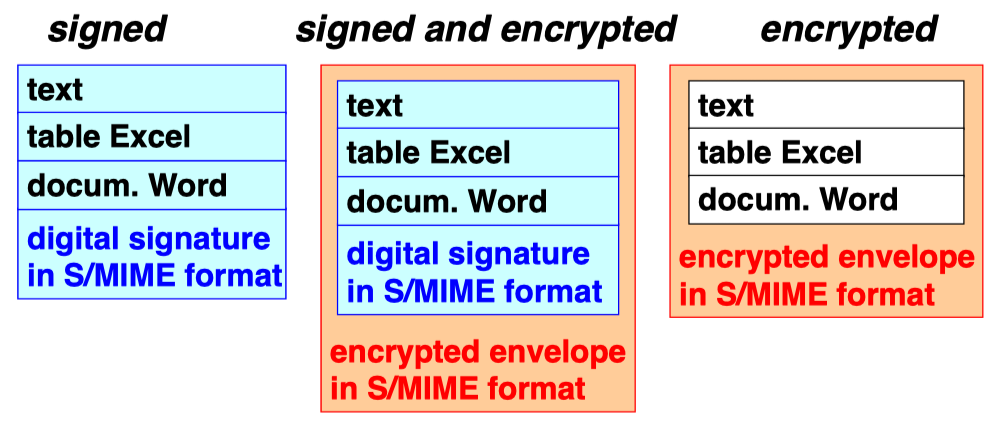 signed
text
table Excel
docum. Word
digital signature
in S/MIME format
signed and encrypted
text
table Excel
docum. Word
digital signature
in S/MIME format
encrypted envelope
in S/MIME format
encrypted
text
table Excel
docum. Word
encrypted envelope
in S/MIME format